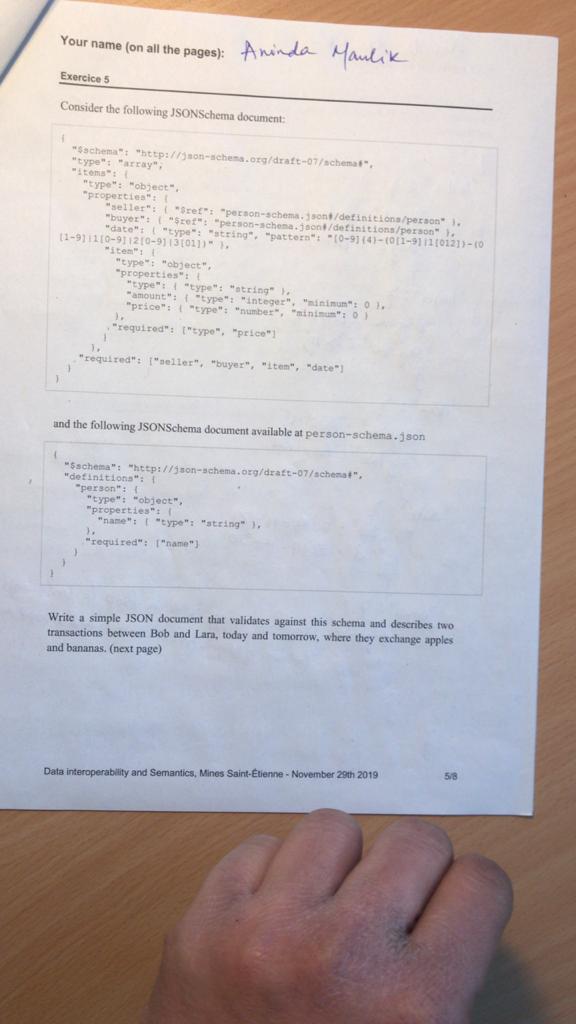 Your name (on all the pages): Aninda Maulik
Exercice 5
Consider the following JSONSchema document:
{
"$schema": "http://json-schema.org/draft-07/schema#",
"type": "array",
"items": {
"type": "object",
"properties": {
"seller": { "$ref": "person-schema.json#/definitions/person" },
"buyer": { "$ref": "person-schema.json#/definitions/person" },
"date": { "type": "string", "pattern": "[0-9]{4}-(0[1-9]|1[012])-(0
[1-9]|1[0-9]|2[0-9]|3[01])" },
"item": {
"type": "object",
"properties": {
"type": { "type": "string" },
"amount": { "type": "integer", "minimum": 0 },
"price": { "type": "number", "minimum": 0 }
},
"required": ["type", "price"]
}
},
"required": ["seller", "buyer", "item", "date"]
}
}
and the following JSONSchema document available at person-schema.json
{
"$schema": "http://json-schema.org/draft-07/schema#",
"definitions": {
"person": {
"type": "object",
"properties": {
"name": { "type": "string" },
},
"required": ["name"]
}
}
}
Write a simple JSON document that validates against this schema and describes two
transactions between Bob and Lara, today and tomorrow, where they exchange apples
and bananas. (next page)
Data interoperability and Semantics, Mines Saint-Étienne - November 29th 2019 5/8